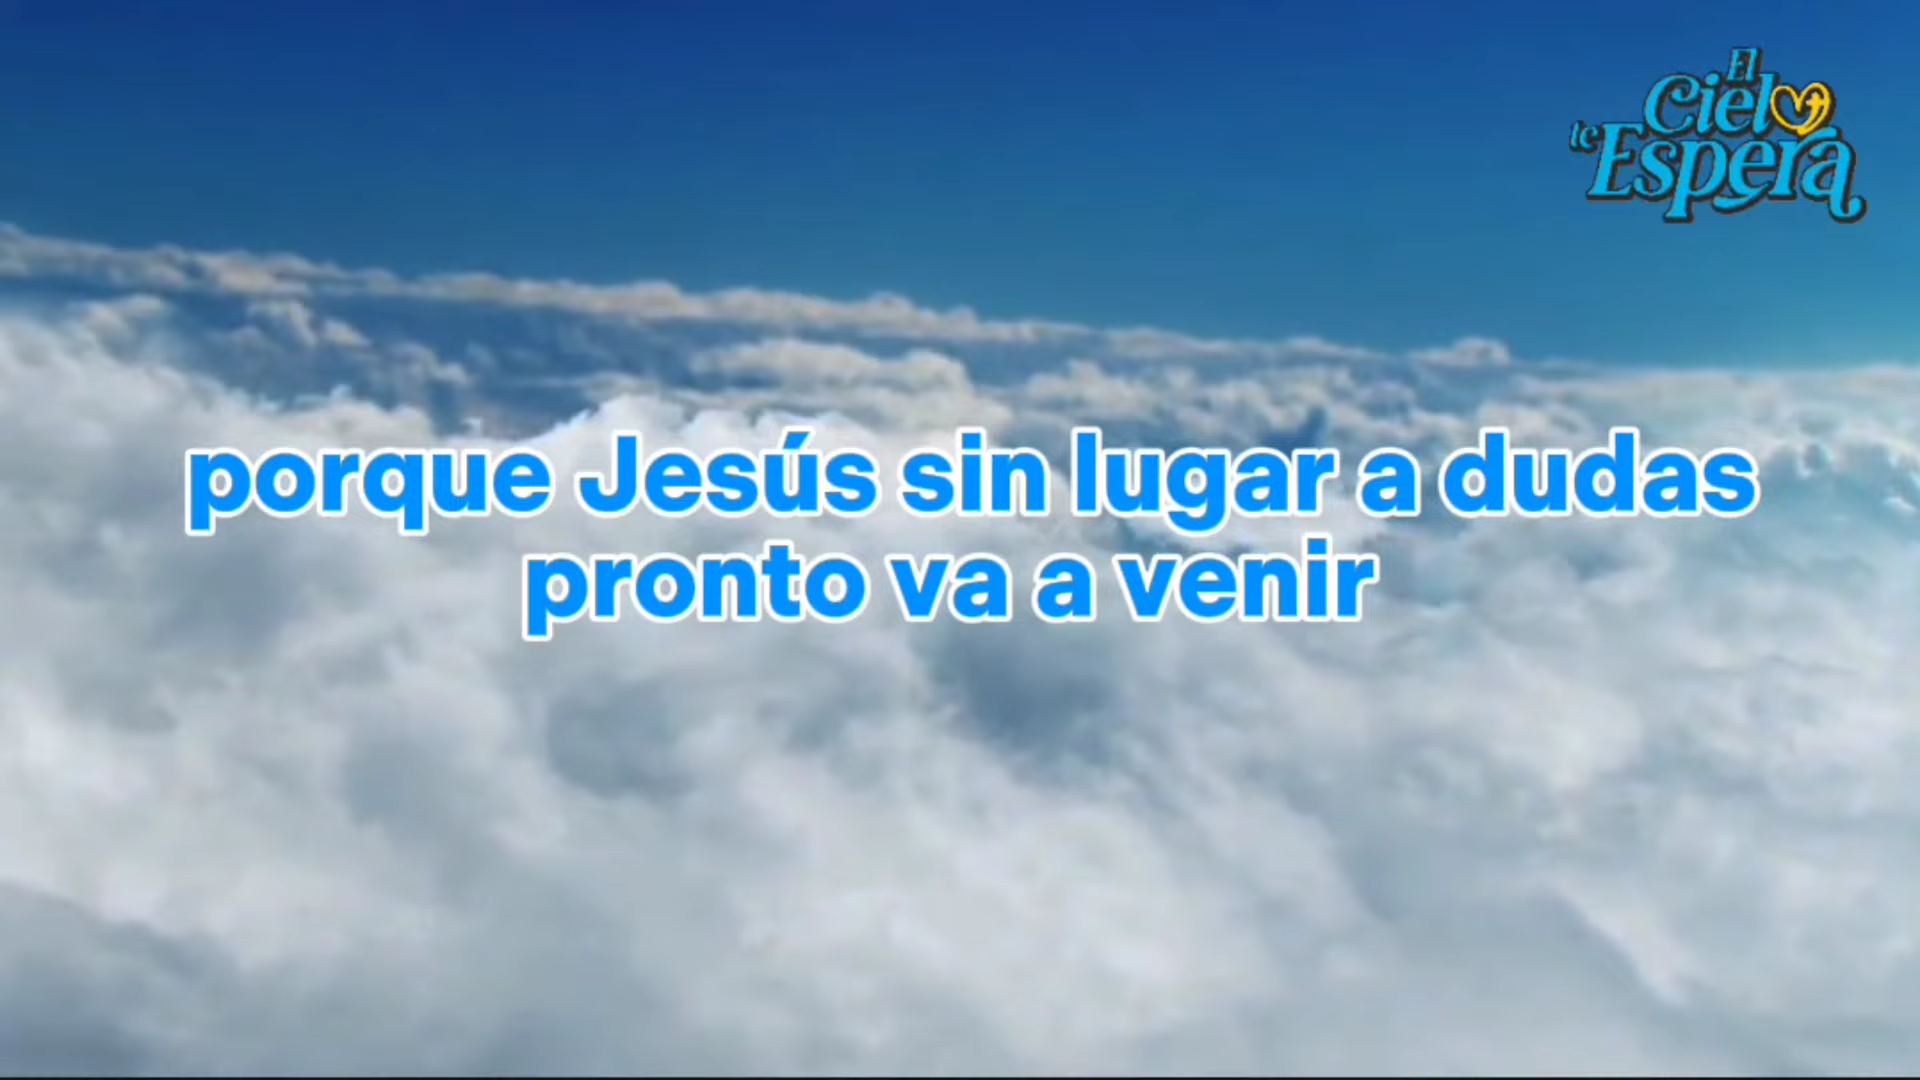 El
Cielo
te Espera
porque Jesús sin lugar a dudas
pronto va a venir